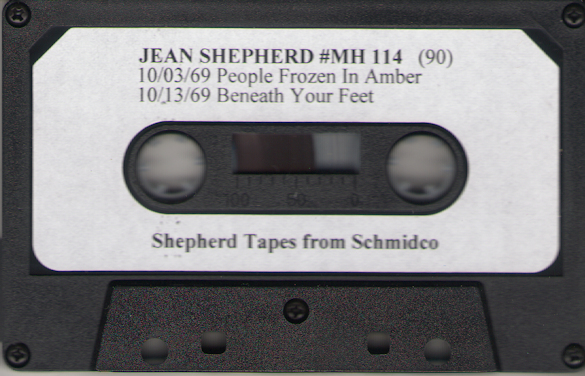 JEAN SHEPHERD #MH 114 (90)
10/03/69 People Frozen In Amber
10/13/69 Beneath Your Feet
100 50 0
Shepherd Tapes from Schmidco